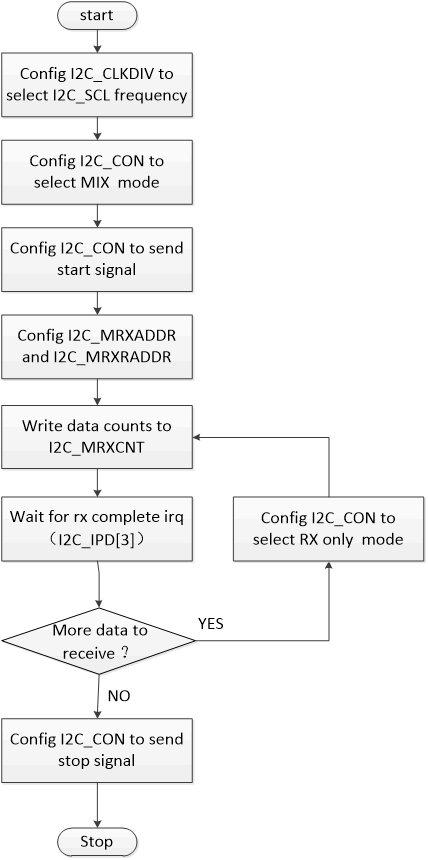 start
Config I2C_CLKDIV to
select I2C_SCL frequency
Config I2C_CON to
select MIX  mode
Config I2C_CON to send
start signal
Config I2C_MRXADDR
and I2C_MRXRADDR
Write data counts to
I2C_MRXCNT
Wait for rx complete irq
（I2C_IPD[3]）
Config I2C_CON to
select RX only  mode
More data to
receive ？
YES
NO
Config I2C_CON to send
stop signal
Stop